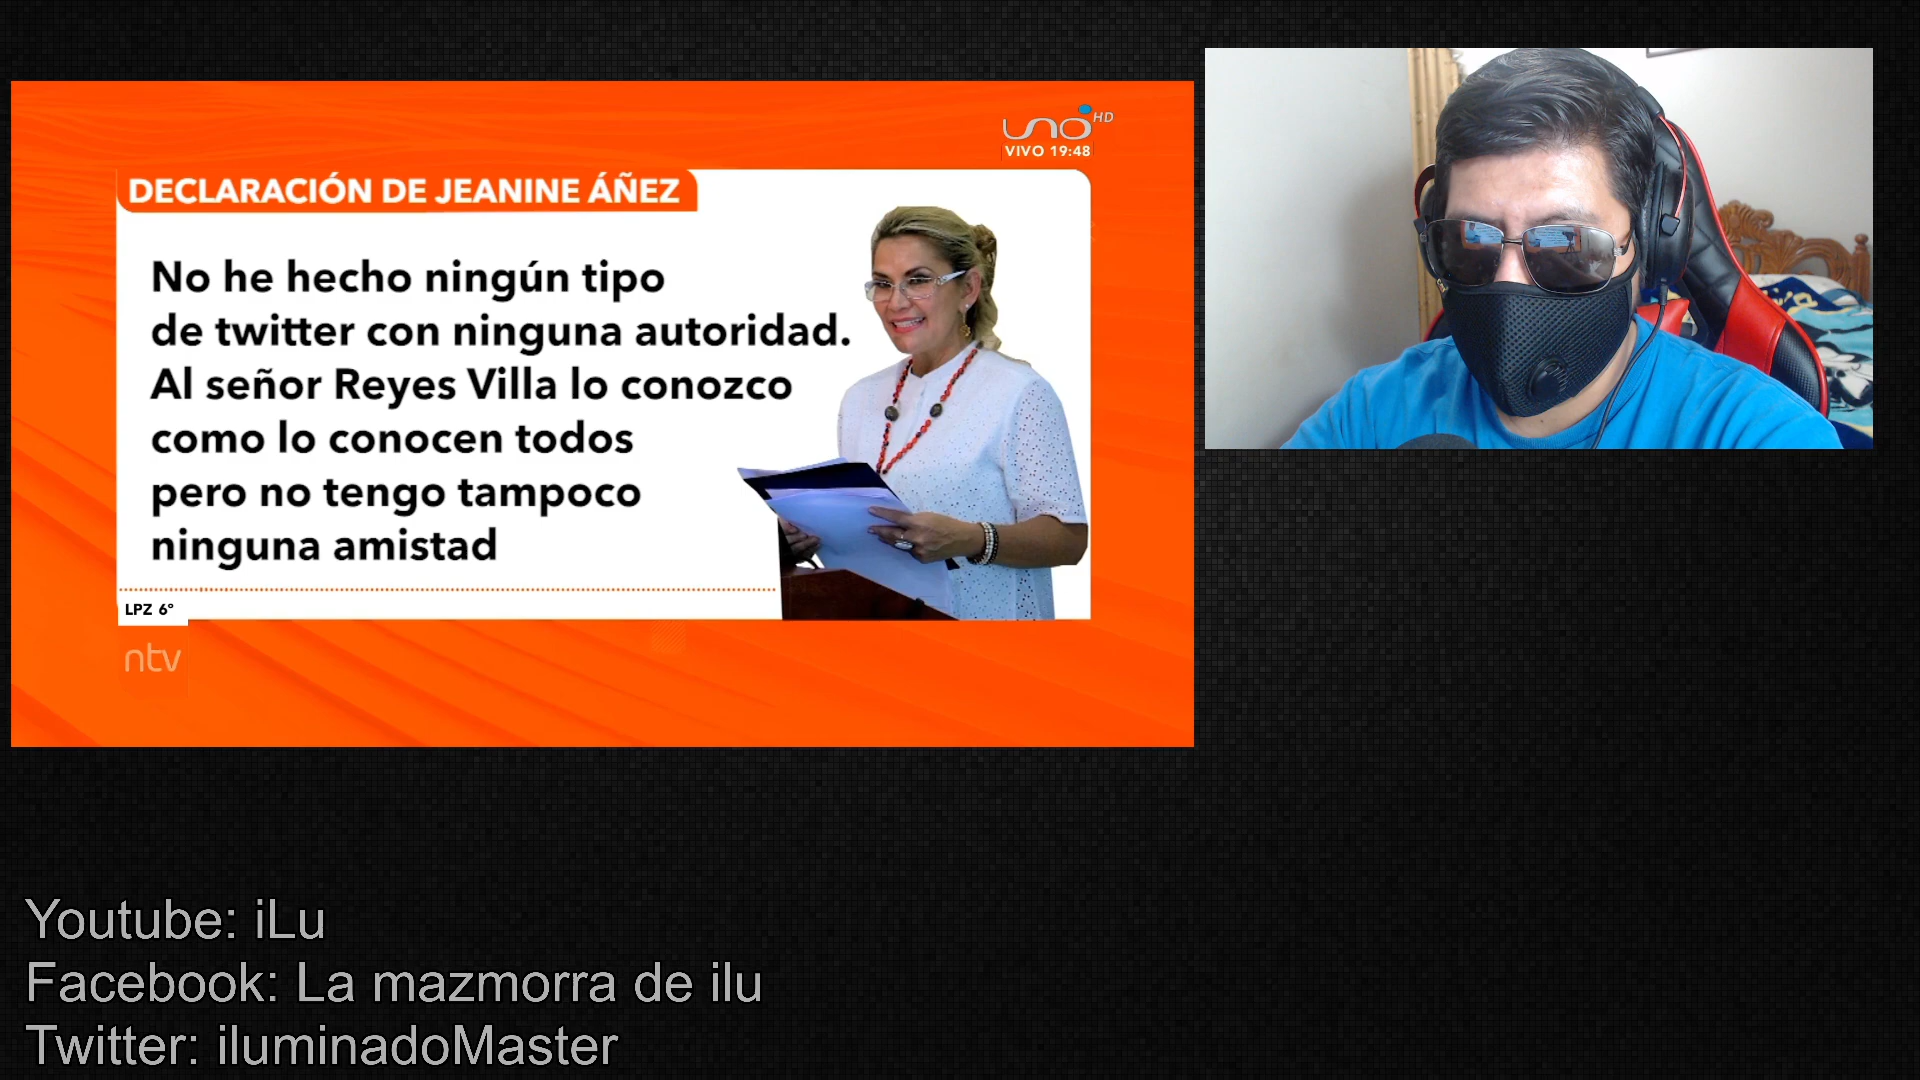 UNO HD
VIVO 19:48
DECLARACIÓN DE JEANINE ÁÑEZ
No he hecho ningún tipo
de twitter con ninguna autoridad.
Al señor Reyes Villa lo conozco
como lo conocen todos
pero no tengo tampoco
ninguna amistad
LPZ 6°
ntv
Youtube: iLu
Facebook: La mazmorra de ilu
Twitter: iluminadoMaster